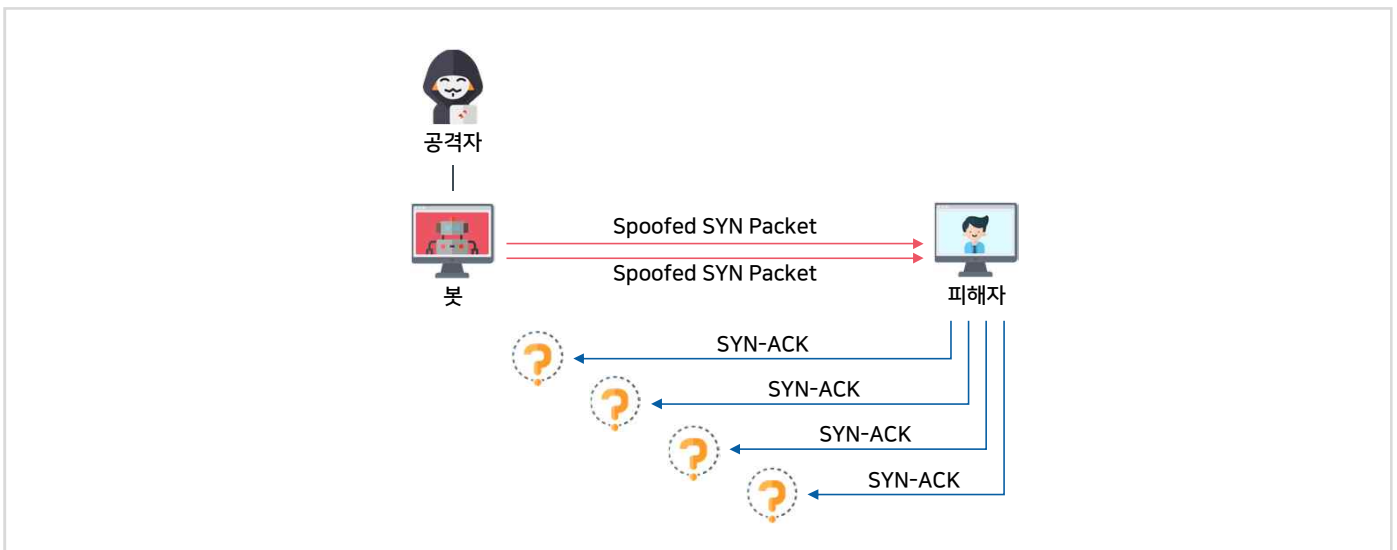 공격자
Spoofed SYN Packet
Spoofed SYN Packet
봇
피해자
SYN-ACK
SYN-ACK
SYN-ACK
SYN-ACK